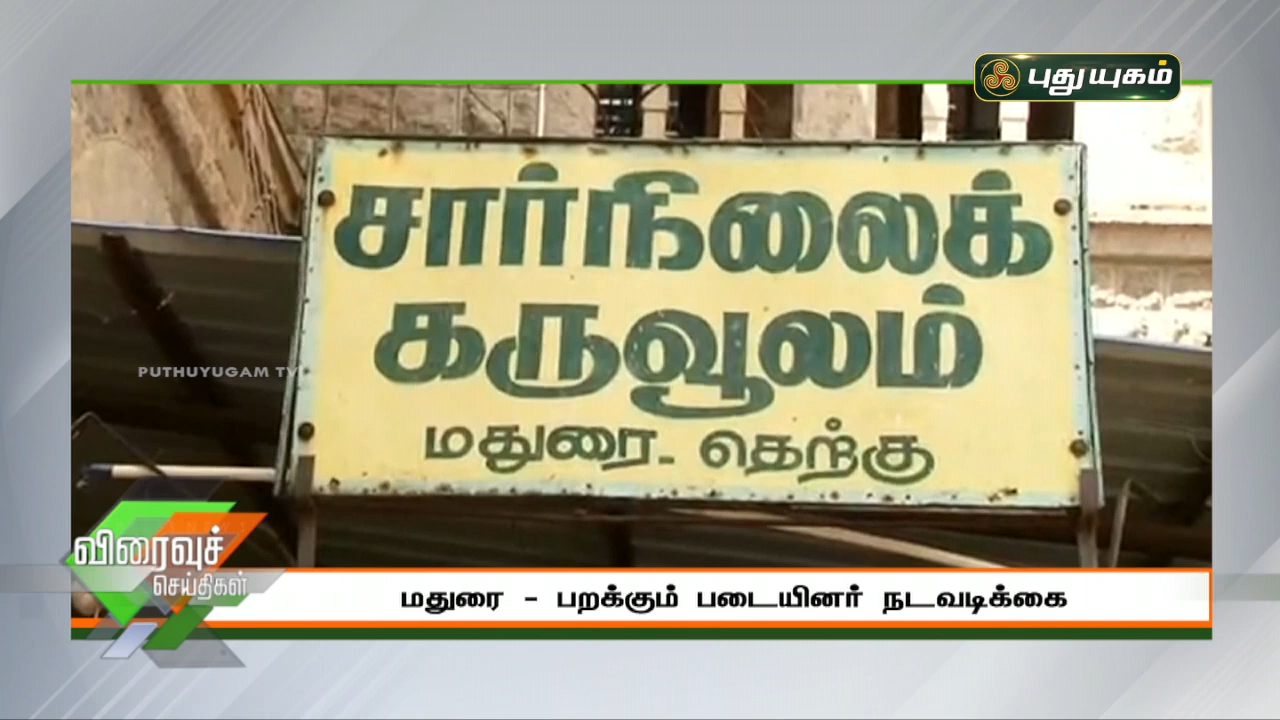 புதுயுகம்
சார்நிலைக்
கருவூலம்
மதுரை - தெற்கு
PUTHUYUGAM TV
விரைவுச்
செய்திகள்
மதுரை - பறக்கும் படையினர் நடவடிக்கை